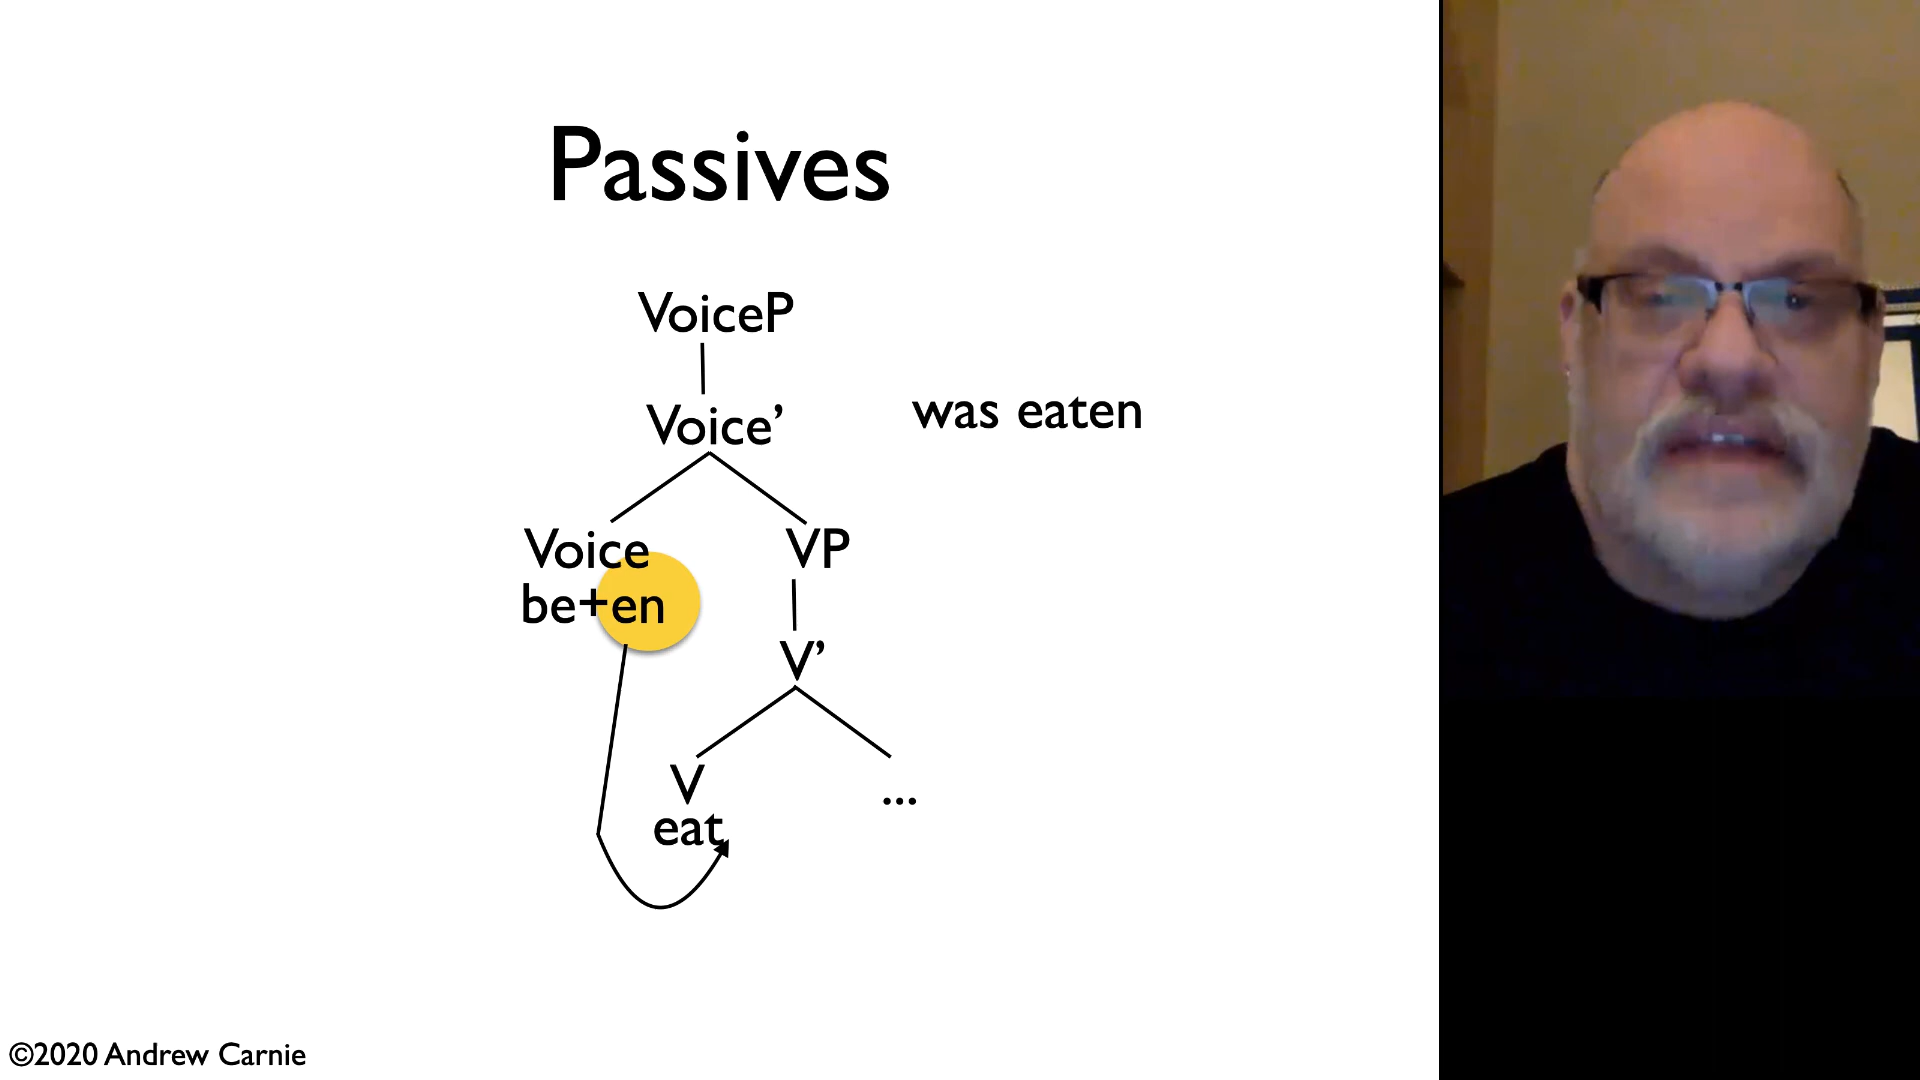 Passives
VoiceP
Voice’
was eaten
Voice
VP
be+en
V’
V
...
eat
©2020 Andrew Carnie